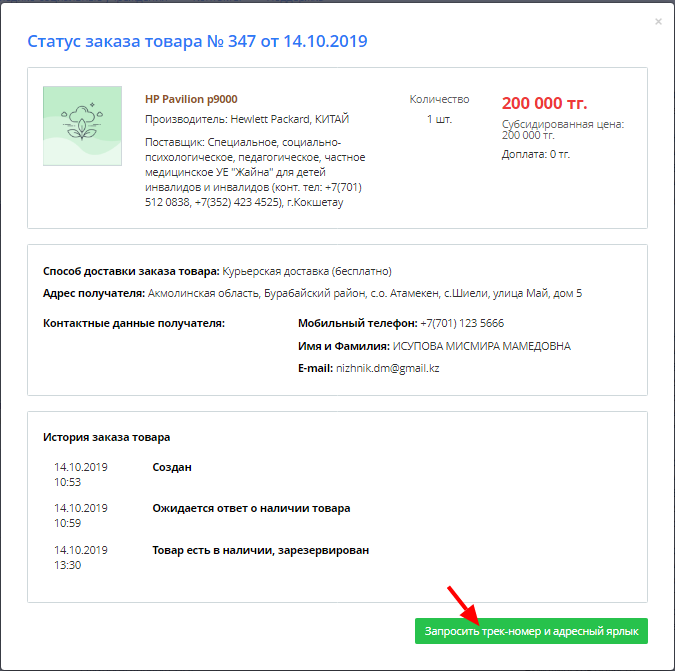 ×
Статус заказа товара № 347 от 14.10.2019
HP Pavilion p9000
Производитель: Hewlett Packard, КИТАЙ
Поставщик: Специальное, социально-
психологическое, педагогическое, частное
медицинское УЕ "Жайна" для детей
инвалидов и инвалидов (конт. тел: +7(701)
512 0838, +7(352) 423 4525), г.Кокшетау
Количество
1 шт.
200 000 тг.
Субсидированная цена:
200 000 тг.
Доплата: 0 тг.
Способ доставки заказа товара: Курьерская доставка (бесплатно)
Адрес получателя: Акмолинская область, Бурабайский район, с.о. Атамекен, с.Шиели, улица Май, дом 5
Контактные данные получателя:
Мобильный телефон: +7(701) 123 5666
Имя и Фамилия: ИСУПОВА МИСМИРА МАМЕДОВНА
E-mail: nizhnik.dm@gmail.kz
История заказа товара
14.10.2019 Создан
10:53
14.10.2019 Ожидается ответ о наличии товара
10:59
14.10.2019 Товар есть в наличии, зарезервирован
13:30
Запросить трек-номер и адресный ярлык